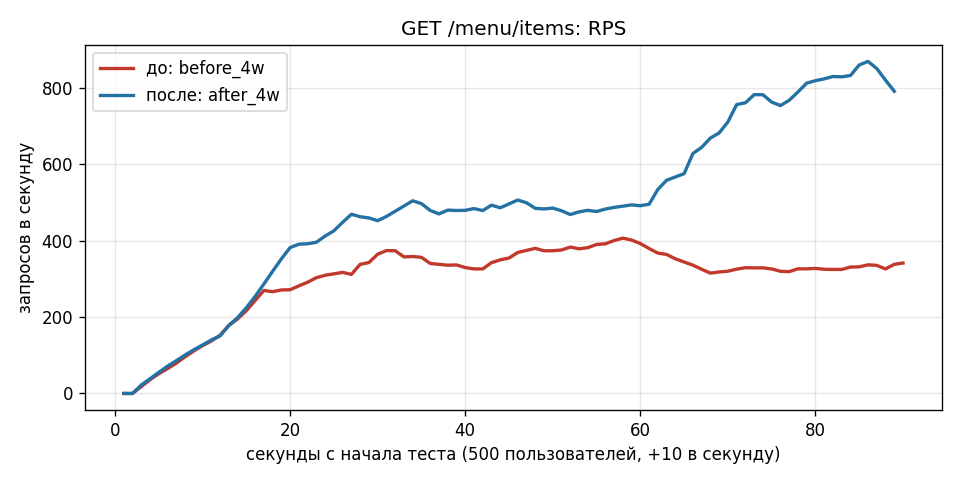 GET /menu/items: RPS
до: before_4w
после: after_4w
запросов в секунду
800
600
400
200
0
0 20 40 60 80
секунды с начала теста (500 пользователей, +10 в секунду)